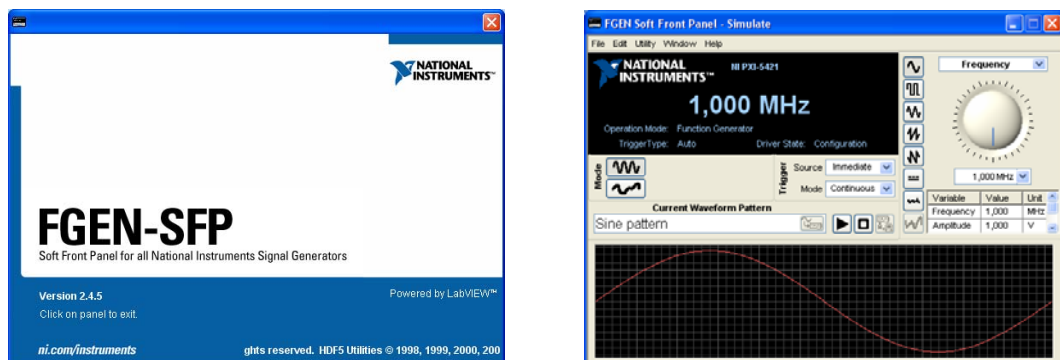 NATIONAL
INSTRUMENTS™
FGEN-SFP
Soft Front Panel for all National Instruments Signal Generators
Version 2.4.5
Powered by LabVIEW™
Click on panel to exit.
ni.com/instruments
ghts reserved. HDF5 Utilities © 1998, 1999, 2000, 200
FGEN Soft Front Panel - Simulate
File Edit Utility Window Help
NATIONAL
INSTRUMENTS™
NI PXI-5421
1,000 MHz
Operation Mode: Function Generator
TriggerType: Auto
Driver State: Configuration
Frequency
1,000 MHz
Mode
Trigger
Source Immediate
Mode Continuous
Current Waveform Pattern
Sine pattern
Variable Value Unit
Frequency 1,000 MHz
Amplitude 1,000 V